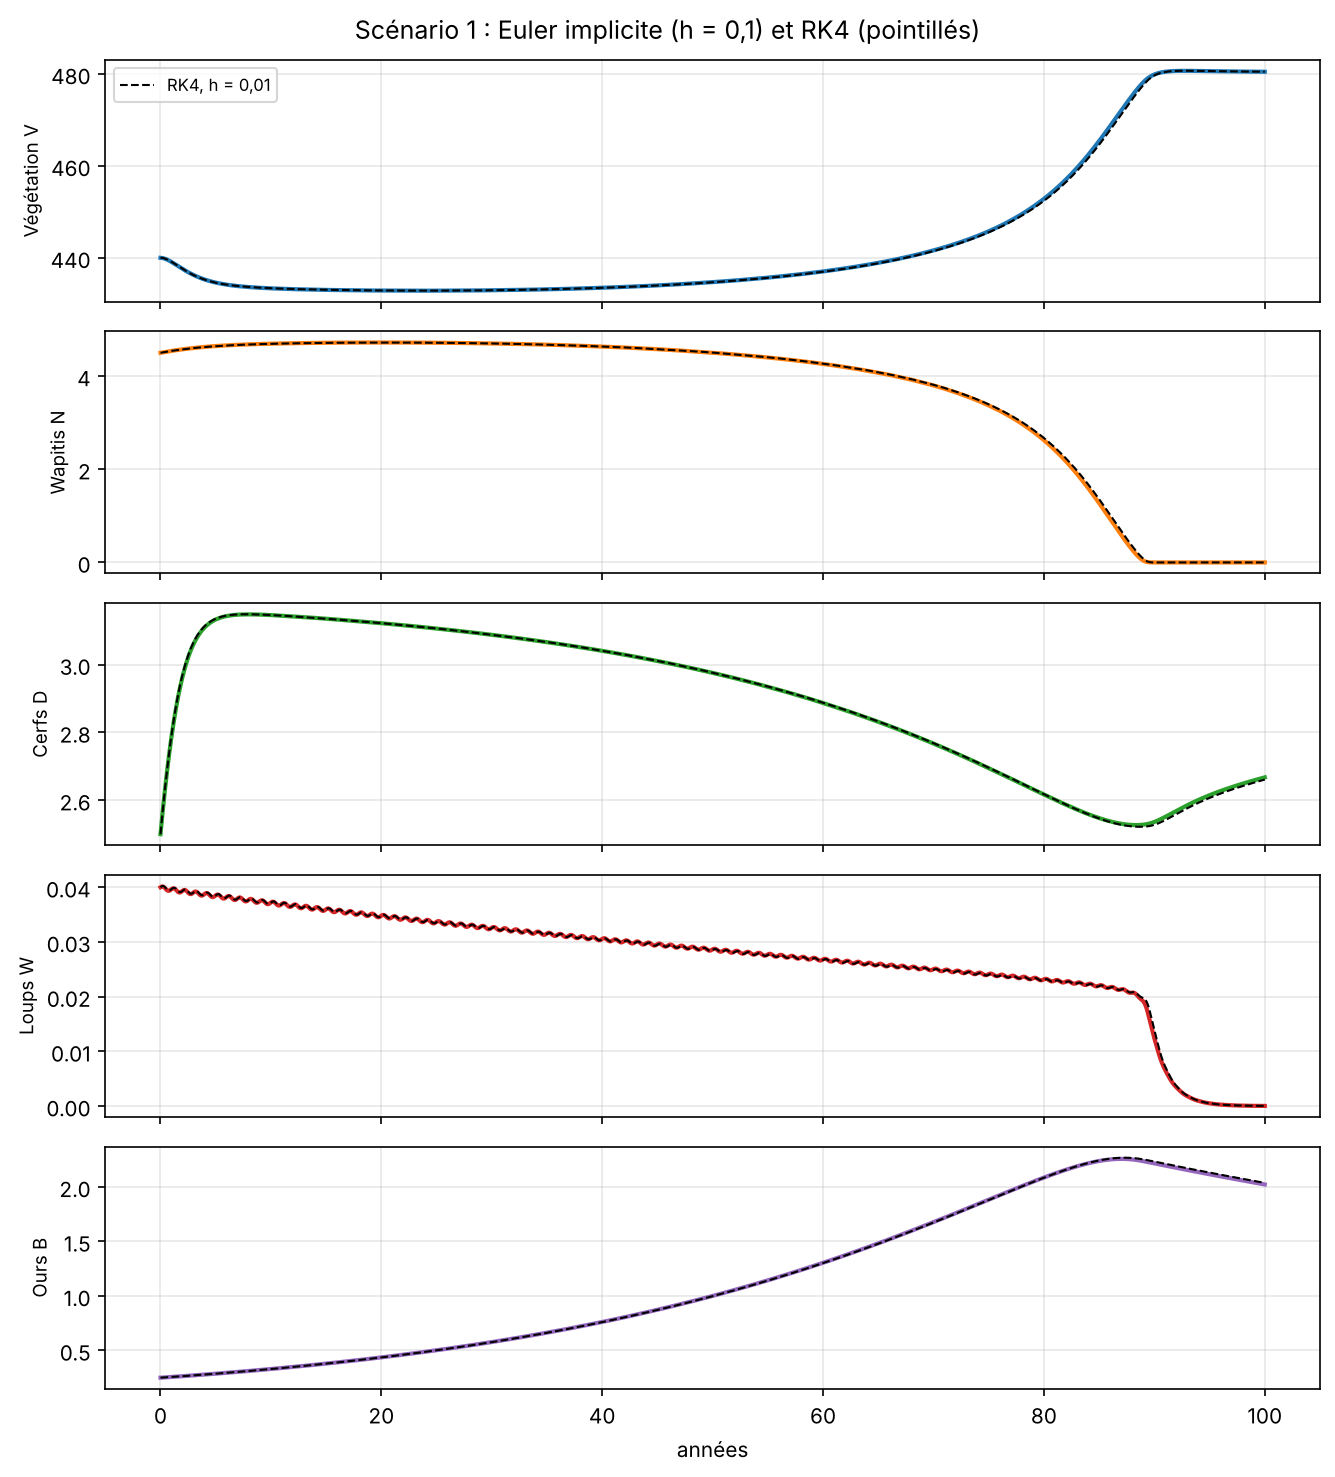 Scénario 1 : Euler implicite (h = 0,1) et RK4 (pointillés)
480
460
440
Végétation V
RK4, h = 0,01
4
2
0
Wapitis N
3.0
2.8
2.6
Cerfs D
0.04
0.03
0.02
0.01
0.00
Loups W
2.0
1.5
1.0
0.5
Ours B
0 20 40 60 80 100
années